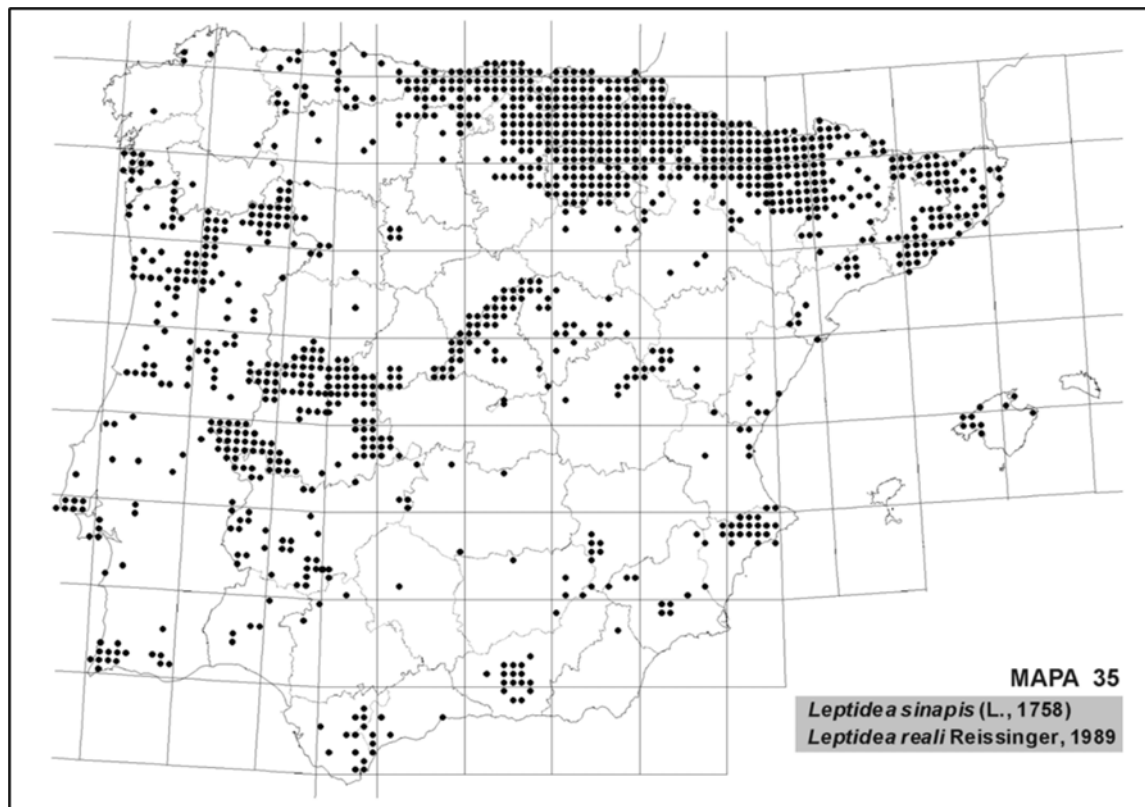 MAPA 35
Leptidea sinapis (L., 1758)
Leptidea reali Reissinger, 1989